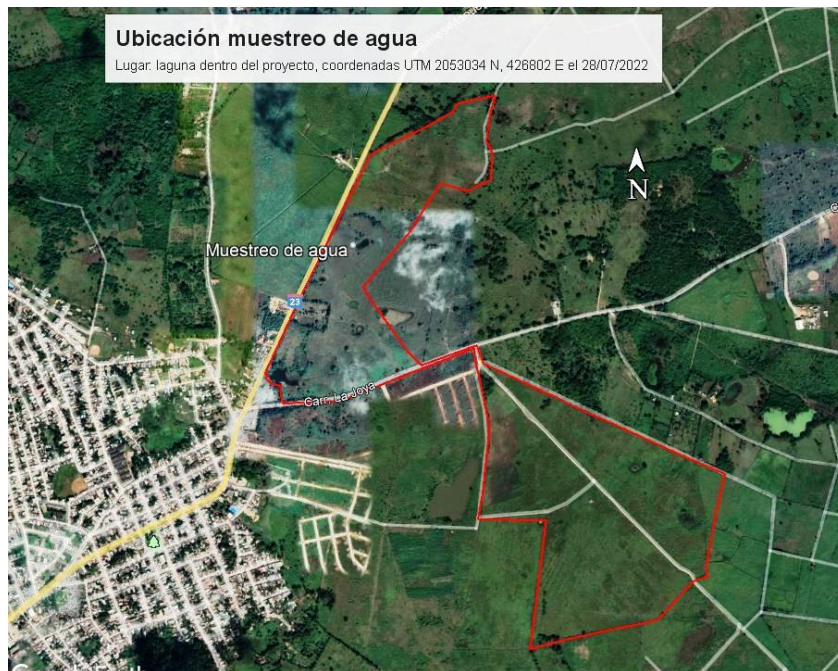 Ubicación muestreo de agua
Lugar: laguna dentro del proyecto, coordenadas UTM 2053034 N, 426802 E el 28/07/2022
N
Muestreo de agua
23
Carr. La Joya